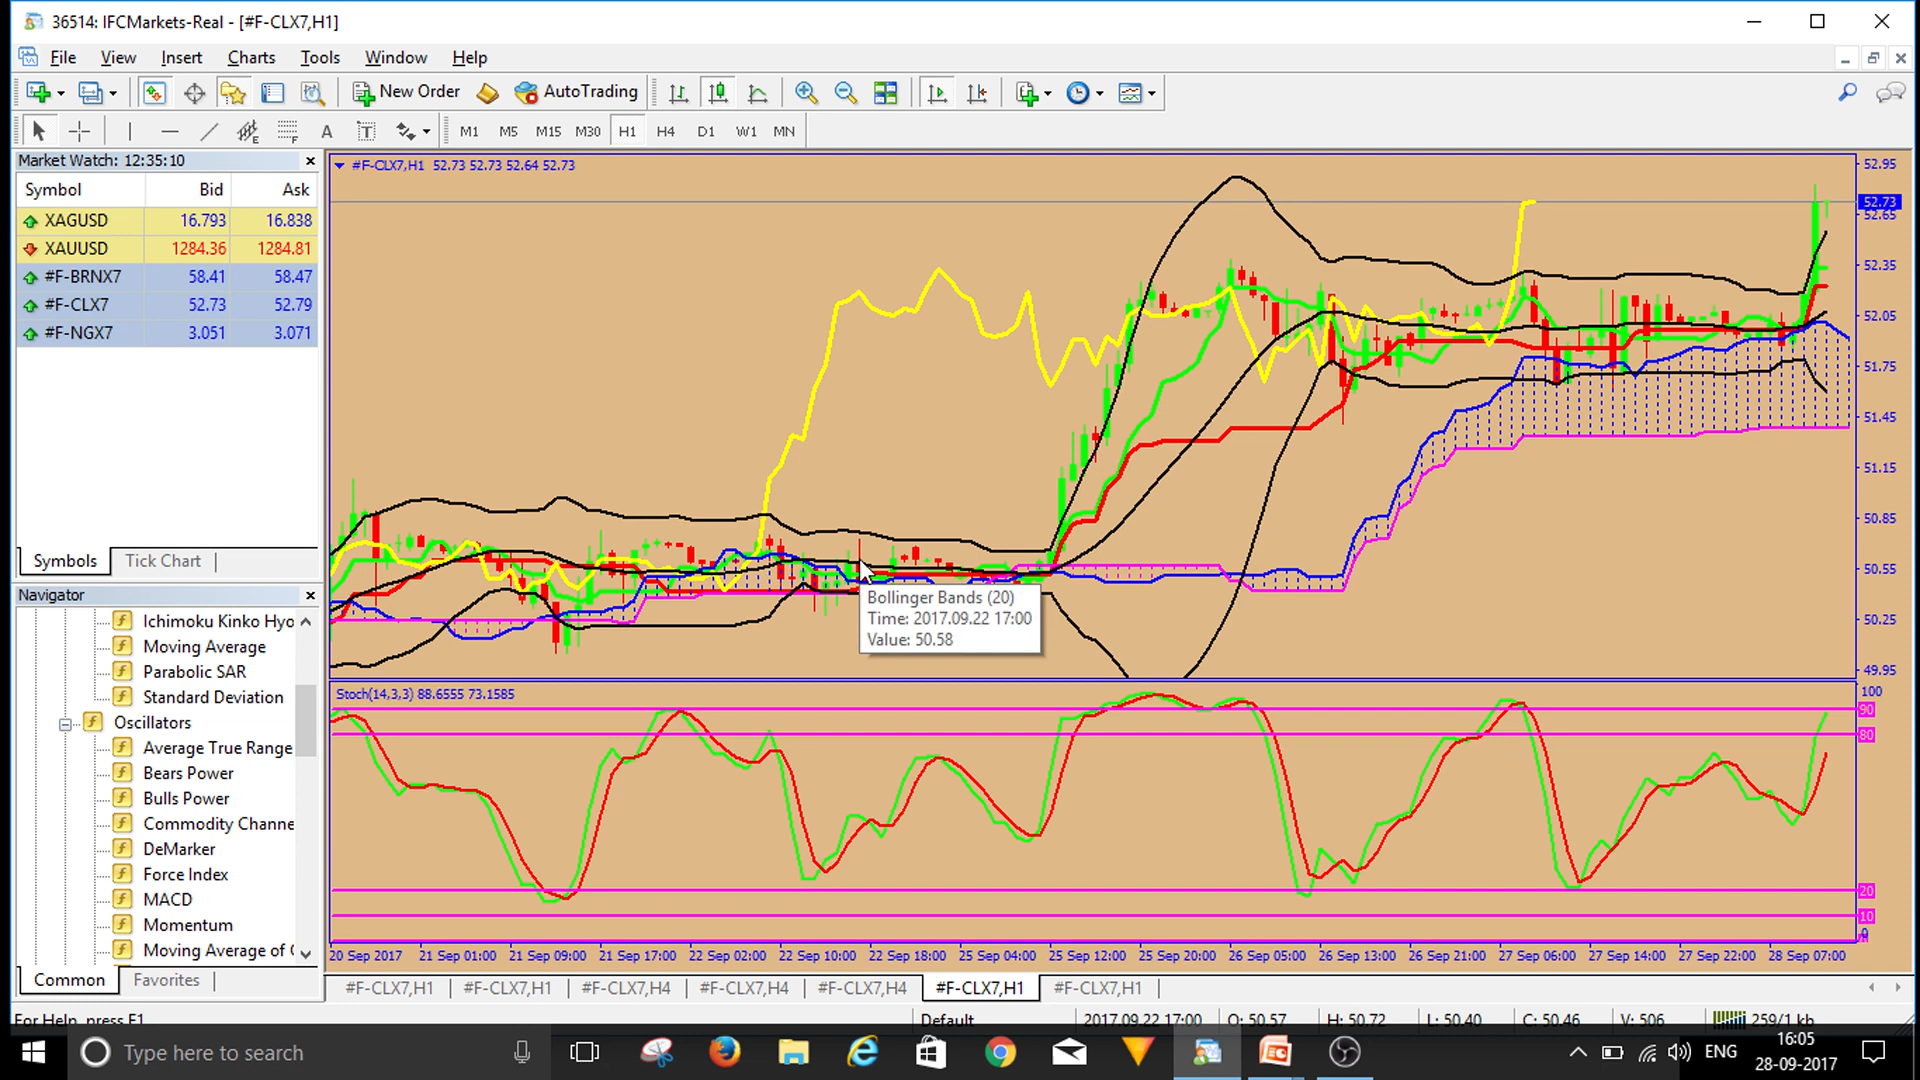 36514: IFCMarkets-Real - [#F-CLX7,H1]
File View Insert Charts Tools Window Help
New Order AutoTrading
A T M1 M5 M15 M30 H1 H4 D1 W1 MN
Market Watch: 12:35:10
Symbol Bid Ask
XAGUSD 16.793 16.838
XAUUSD 1284.36 1284.81
#F-BRNX7 58.41 58.47
#F-CLX7 52.73 52.79
#F-NGX7 3.051 3.071
Symbols Tick Chart
Navigator
Ichimoku Kinko Hyo
Moving Average
Parabolic SAR
Standard Deviation
Oscillators
Average True Range
Bears Power
Bulls Power
Commodity Channe
DeMarker
Force Index
MACD
Momentum
Moving Average of
Common Favorites
#F-CLX7,H1 52.73 52.73 52.64 52.73
52.95
52.73
52.65
52.35
52.05
51.75
51.45
51.15
50.85
50.55
50.25
49.95
Bollinger Bands (20)
Time: 2017.09.22 17:00
Value: 50.58
Stoch(14,3,3) 88.6555 73.1585
100
90
80
20
10
0
20 Sep 2017 21 Sep 01:00 21 Sep 09:00 21 Sep 17:00 22 Sep 02:00 22 Sep 10:00 22 Sep 18:00 25 Sep 04:00 25 Sep 12:00 25 Sep 20:00 26 Sep 05:00 26 Sep 13:00 26 Sep 21:00 27 Sep 06:00 27 Sep 14:00 27 Sep 22:00 28 Sep 07:00
#F-CLX7,H1 #F-CLX7,H1 #F-CLX7,H4 #F-CLX7,H4 #F-CLX7,H4 #F-CLX7,H1 #F-CLX7,H1
For Help, press F1 Default 2017.09.22 17:00 O: 50.57 H: 50.72 L: 50.40 C: 50.46 V: 506 259/1 kb
Type here to search ENG 16:05
28-09-2017